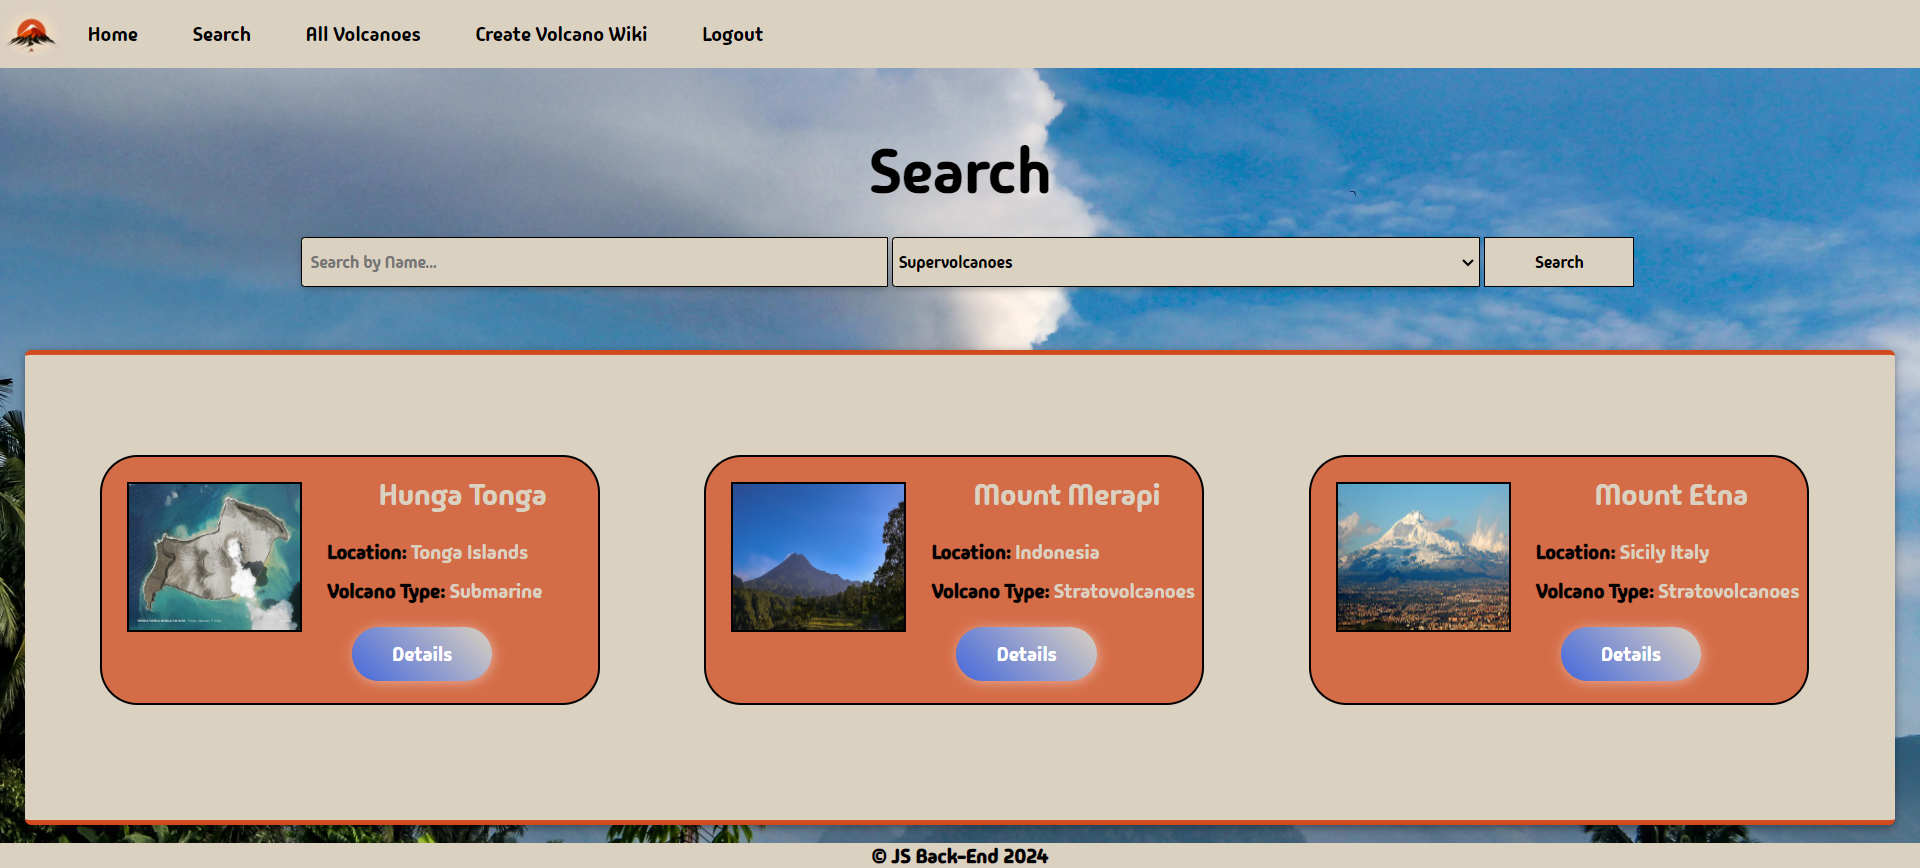 Home Search All Volcanoes Create Volcano Wiki Logout
Search
Search by Name... Supervolcanoes Search
Hunga Tonga
Location: Tonga Islands
Volcano Type: Submarine
Details
Mount Merapi
Location: Indonesia
Volcano Type: Stratovolcanoes
Details
Mount Etna
Location: Sicily Italy
Volcano Type: Stratovolcanoes
Details
© JS Back-End 2024